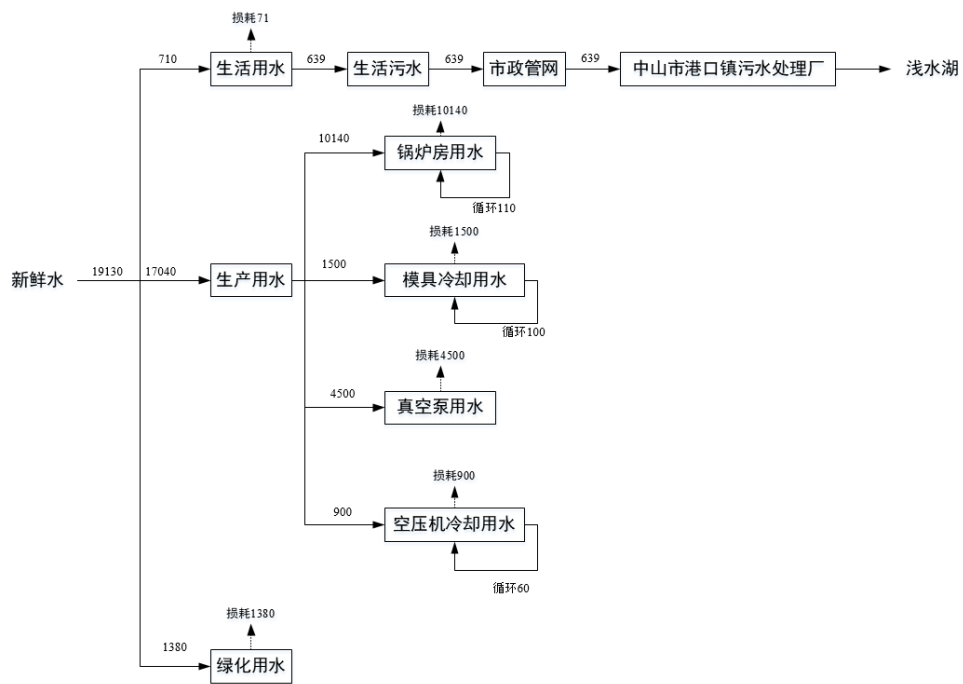 损耗71
710
生活用水
639
生活污水
639
市政管网
639
中山市港口镇污水处理厂
浅水湖
损耗10140
10140
锅炉房用水
循环110
损耗1500
新鲜水
19130
17040
生产用水
1500
模具冷却用水
循环100
损耗4500
4500
真空泵用水
损耗900
900
空压机冷却用水
循环60
损耗1380
1380
绿化用水